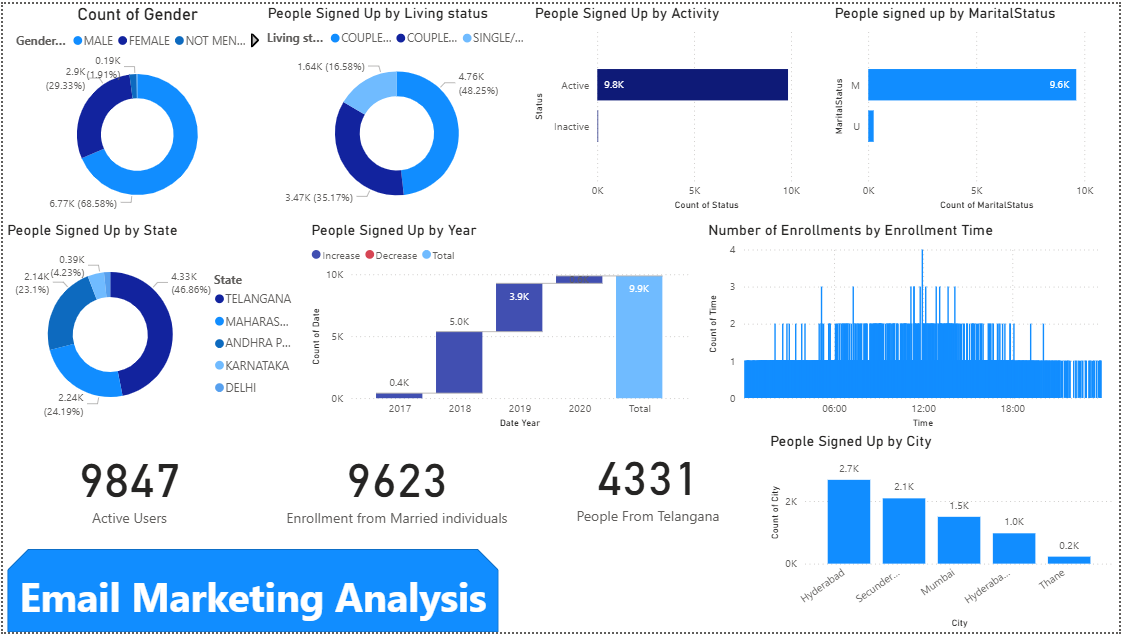 Count of Gender
Gender... MALE FEMALE NOT MEN...
0.19K
(1.91%)
2.9K
(29.33%)
6.77K (68.58%)
People Signed Up by Living status
Living st... COUPLE... COUPLE... SINGLE/...
1.64K (16.58%)
4.76K
(48.25%)
3.47K (35.17%)
People Signed Up by Activity
Status
Active
9.8K
Inactive
0K 5K 10K
Count of Status
People signed up by MaritalStatus
MaritalStatus
M
9.6K
U
0K 5K 10K
Count of MaritalStatus
People Signed Up by State
0.39K
(4.23%)
2.14K
(23.1%)
4.33K
(46.86%)
2.24K
(24.19%)
State
TELANGANA
MAHARAS...
ANDHRA P...
KARNATAKA
DELHI
People Signed Up by Year
Increase Decrease Total
Count of Date
10K
5K
0K
0.4K
5.0K
3.9K
9.9K
2017 2018 2019 2020 Total
Date Year
Number of Enrollments by Enrollment Time
Count of Time
4
3
2
1
0
06:00 12:00 18:00
Time
9847
Active Users
9623
Enrollment from Married individuals
4331
People From Telangana
People Signed Up by City
Count of City
2K
0K
2.7K
2.1K
1.5K
1.0K
0.2K
Hyderabad
Secunder...
Mumbai
Hyderaba...
Thane
City
Email Marketing Analysis